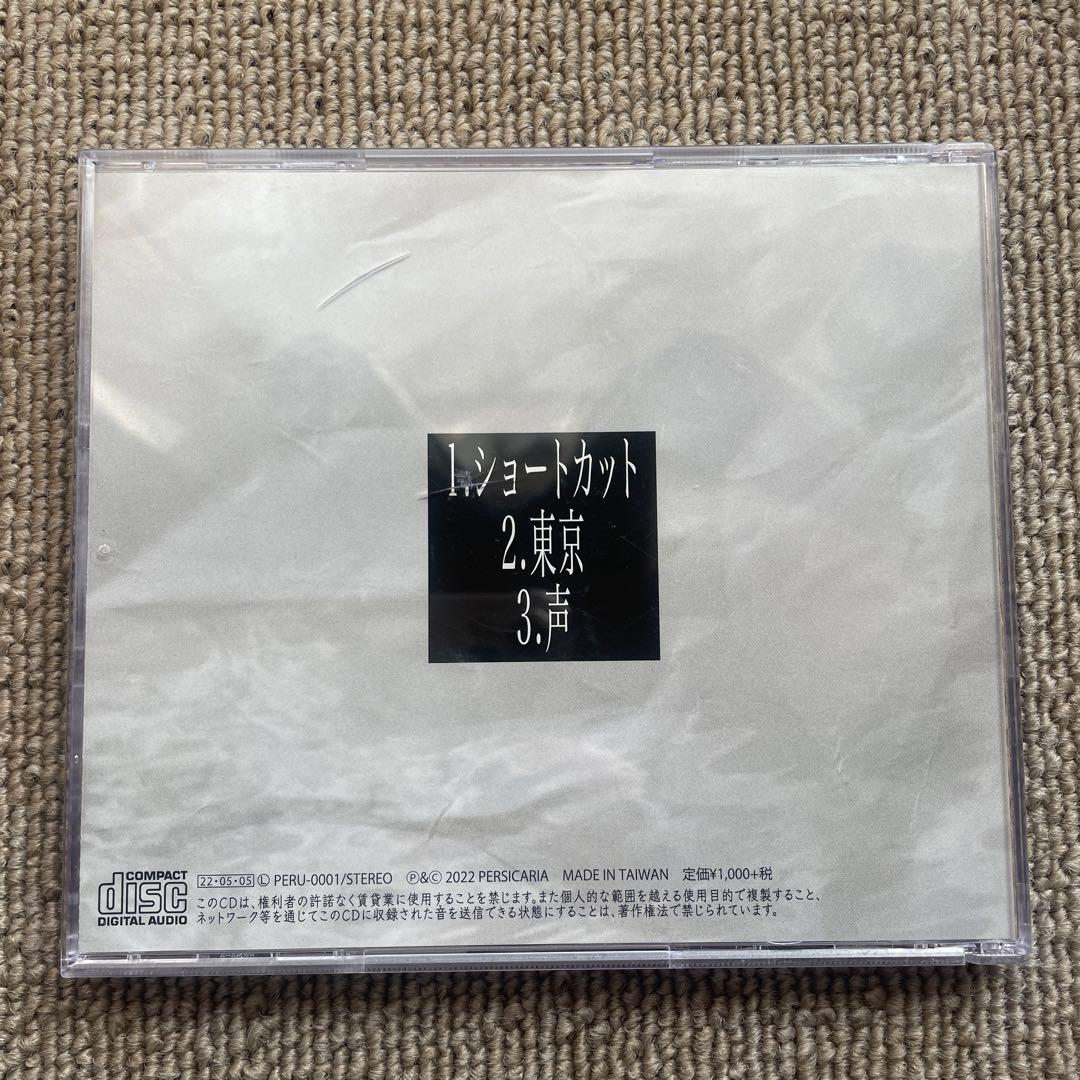 1.ショートカット
2.東京
3.声
COMPACT
disc
DIGITAL AUDIO
22・05・05 Ⓛ PERU-0001/STEREO ℗&© 2022 PERSICARIA MADE IN TAIWAN 定価¥1,000+税
このCDは、権利者の許諾なく賃貸業に使用することを禁じます。また個人的な範囲を越える使用目的で複製すること、
ネットワーク等を通じてこのCDに収録された音を送信できる状態にすることは、著作権法で禁じられています。